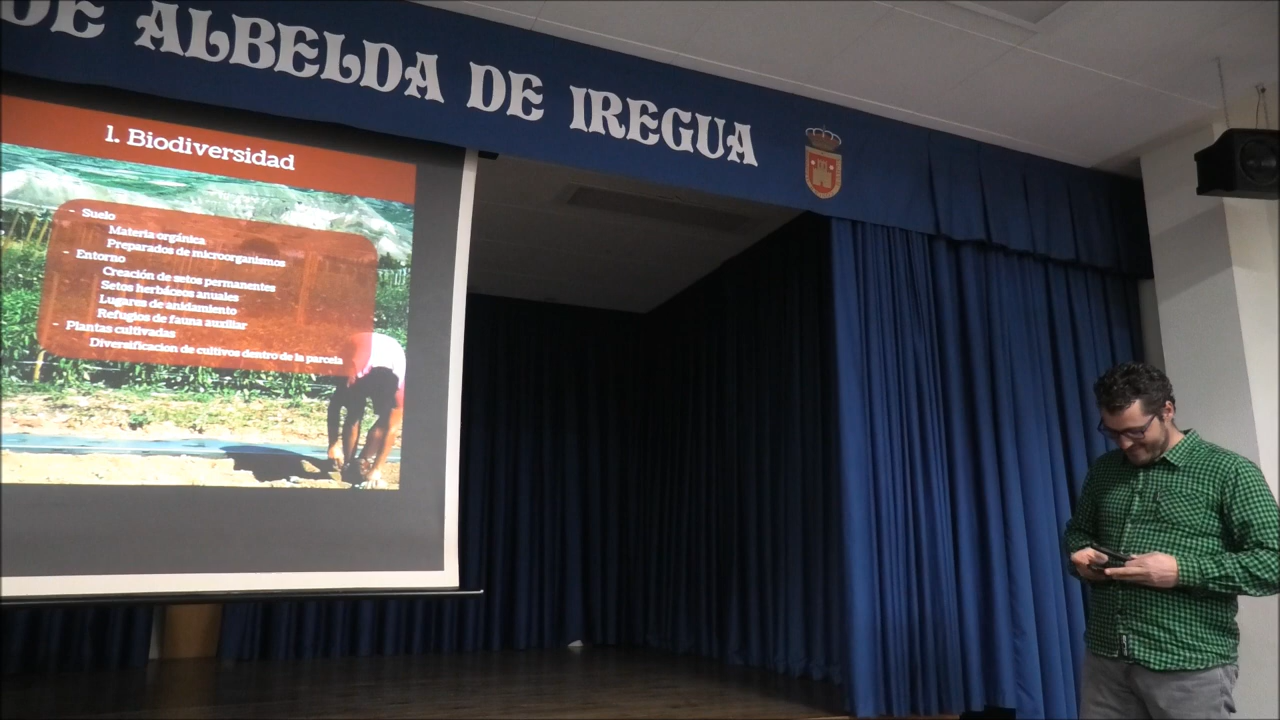 DE ALBELDA DE IREGUA
1. Biodiversidad
- Suelo
Materia orgánica
Preparados de microorganismos
- Entorno
Creación de setos permanentes
Setos herbáceos anuales
Lugares de anidamiento
Refugios de fauna auxiliar
- Plantas cultivadas
Diversificacion de cultivos dentro de la parcela